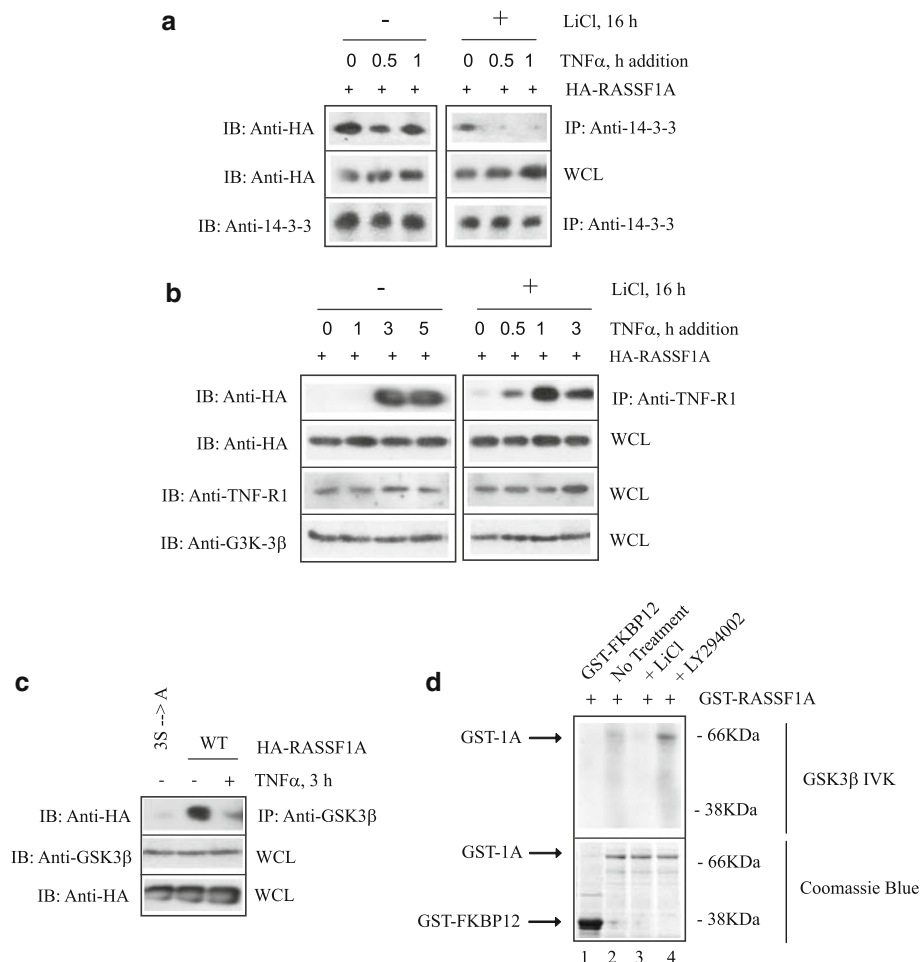 a
- + LiCl, 16 h
0 0.5 1 0 0.5 1 TNFα, h addition
+ + + + + + HA-RASSF1A
IB: Anti-HA IP: Anti-14-3-3
IB: Anti-HA WCL
IB: Anti-14-3-3 IP: Anti-14-3-3
b
- + LiCl, 16 h
0 1 3 5 0 0.5 1 3 TNFα, h addition
+ + + + + + + + HA-RASSF1A
IB: Anti-HA IP: Anti-TNF-R1
IB: Anti-HA WCL
IB: Anti-TNF-R1 WCL
IB: Anti-G3K-3β WCL
c
3S --> A WT HA-RASSF1A
- - + TNFα, 3 h
IB: Anti-HA IP: Anti-GSK3β
IB: Anti-GSK3β WCL
IB: Anti-HA WCL
d
GST-FKBP12
No Treatment
+ LiCl
+ LY294002
+ + + + GST-RASSF1A
GST-1A - 66KDa
GSK3β IVK
- 38KDa
GST-1A - 66KDa
Coomassie Blue
GST-FKBP12 - 38KDa
1 2 3 4